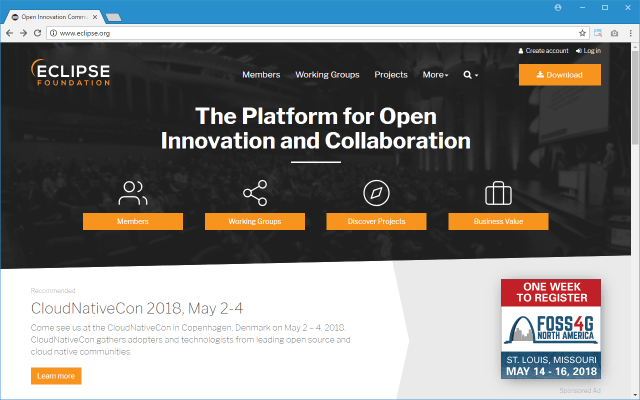 Open Innovation Commu
www.eclipse.org
Create account Log in
ECLIPSE
FOUNDATION
Members Working Groups Projects More
Download
The Platform for Open
Innovation and Collaboration
Members Working Groups Discover Projects Business Value
Recommended
CloudNativeCon 2018, May 2-4
Come see us at the CloudNativeCon in Copenhagen, Denmark on May 2 – 4, 2018.
CloudNativeCon gathers adopters and technologists from leading open source and
cloud native communities.
Learn more
ONE WEEK
TO REGISTER
FOSS4G
NORTH AMERICA
ST. LOUIS, MISSOURI
MAY 14 - 16, 2018
Sponsored Ad